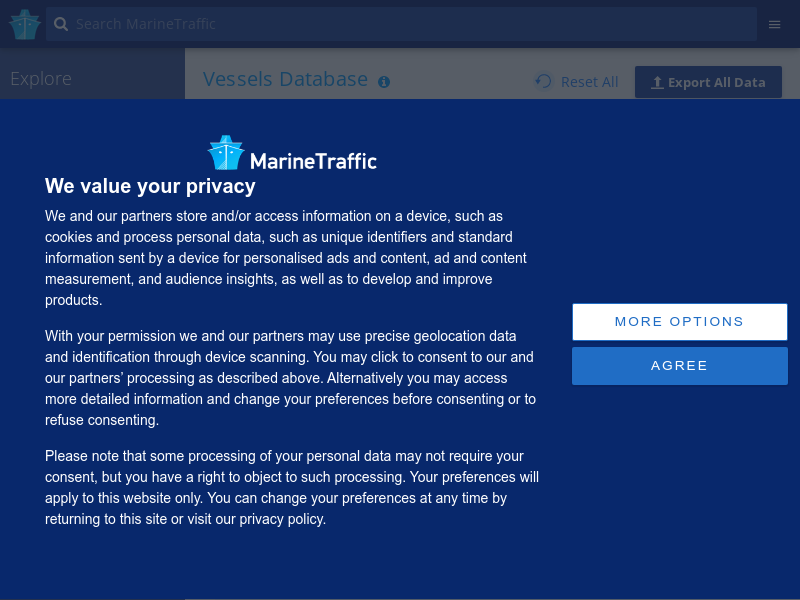 Search MarineTraffic
Explore
Vessels Database
Reset All
Export All Data
MarineTraffic
We value your privacy
We and our partners store and/or access information on a device, such as
cookies and process personal data, such as unique identifiers and standard
information sent by a device for personalised ads and content, ad and content
measurement, and audience insights, as well as to develop and improve
products.
With your permission we and our partners may use precise geolocation data
and identification through device scanning. You may click to consent to our and
our partners’ processing as described above. Alternatively you may access
more detailed information and change your preferences before consenting or to
refuse consenting.
Please note that some processing of your personal data may not require your
consent, but you have a right to object to such processing. Your preferences will
apply to this website only. You can change your preferences at any time by
returning to this site or visit our privacy policy.
MORE OPTIONS
AGREE